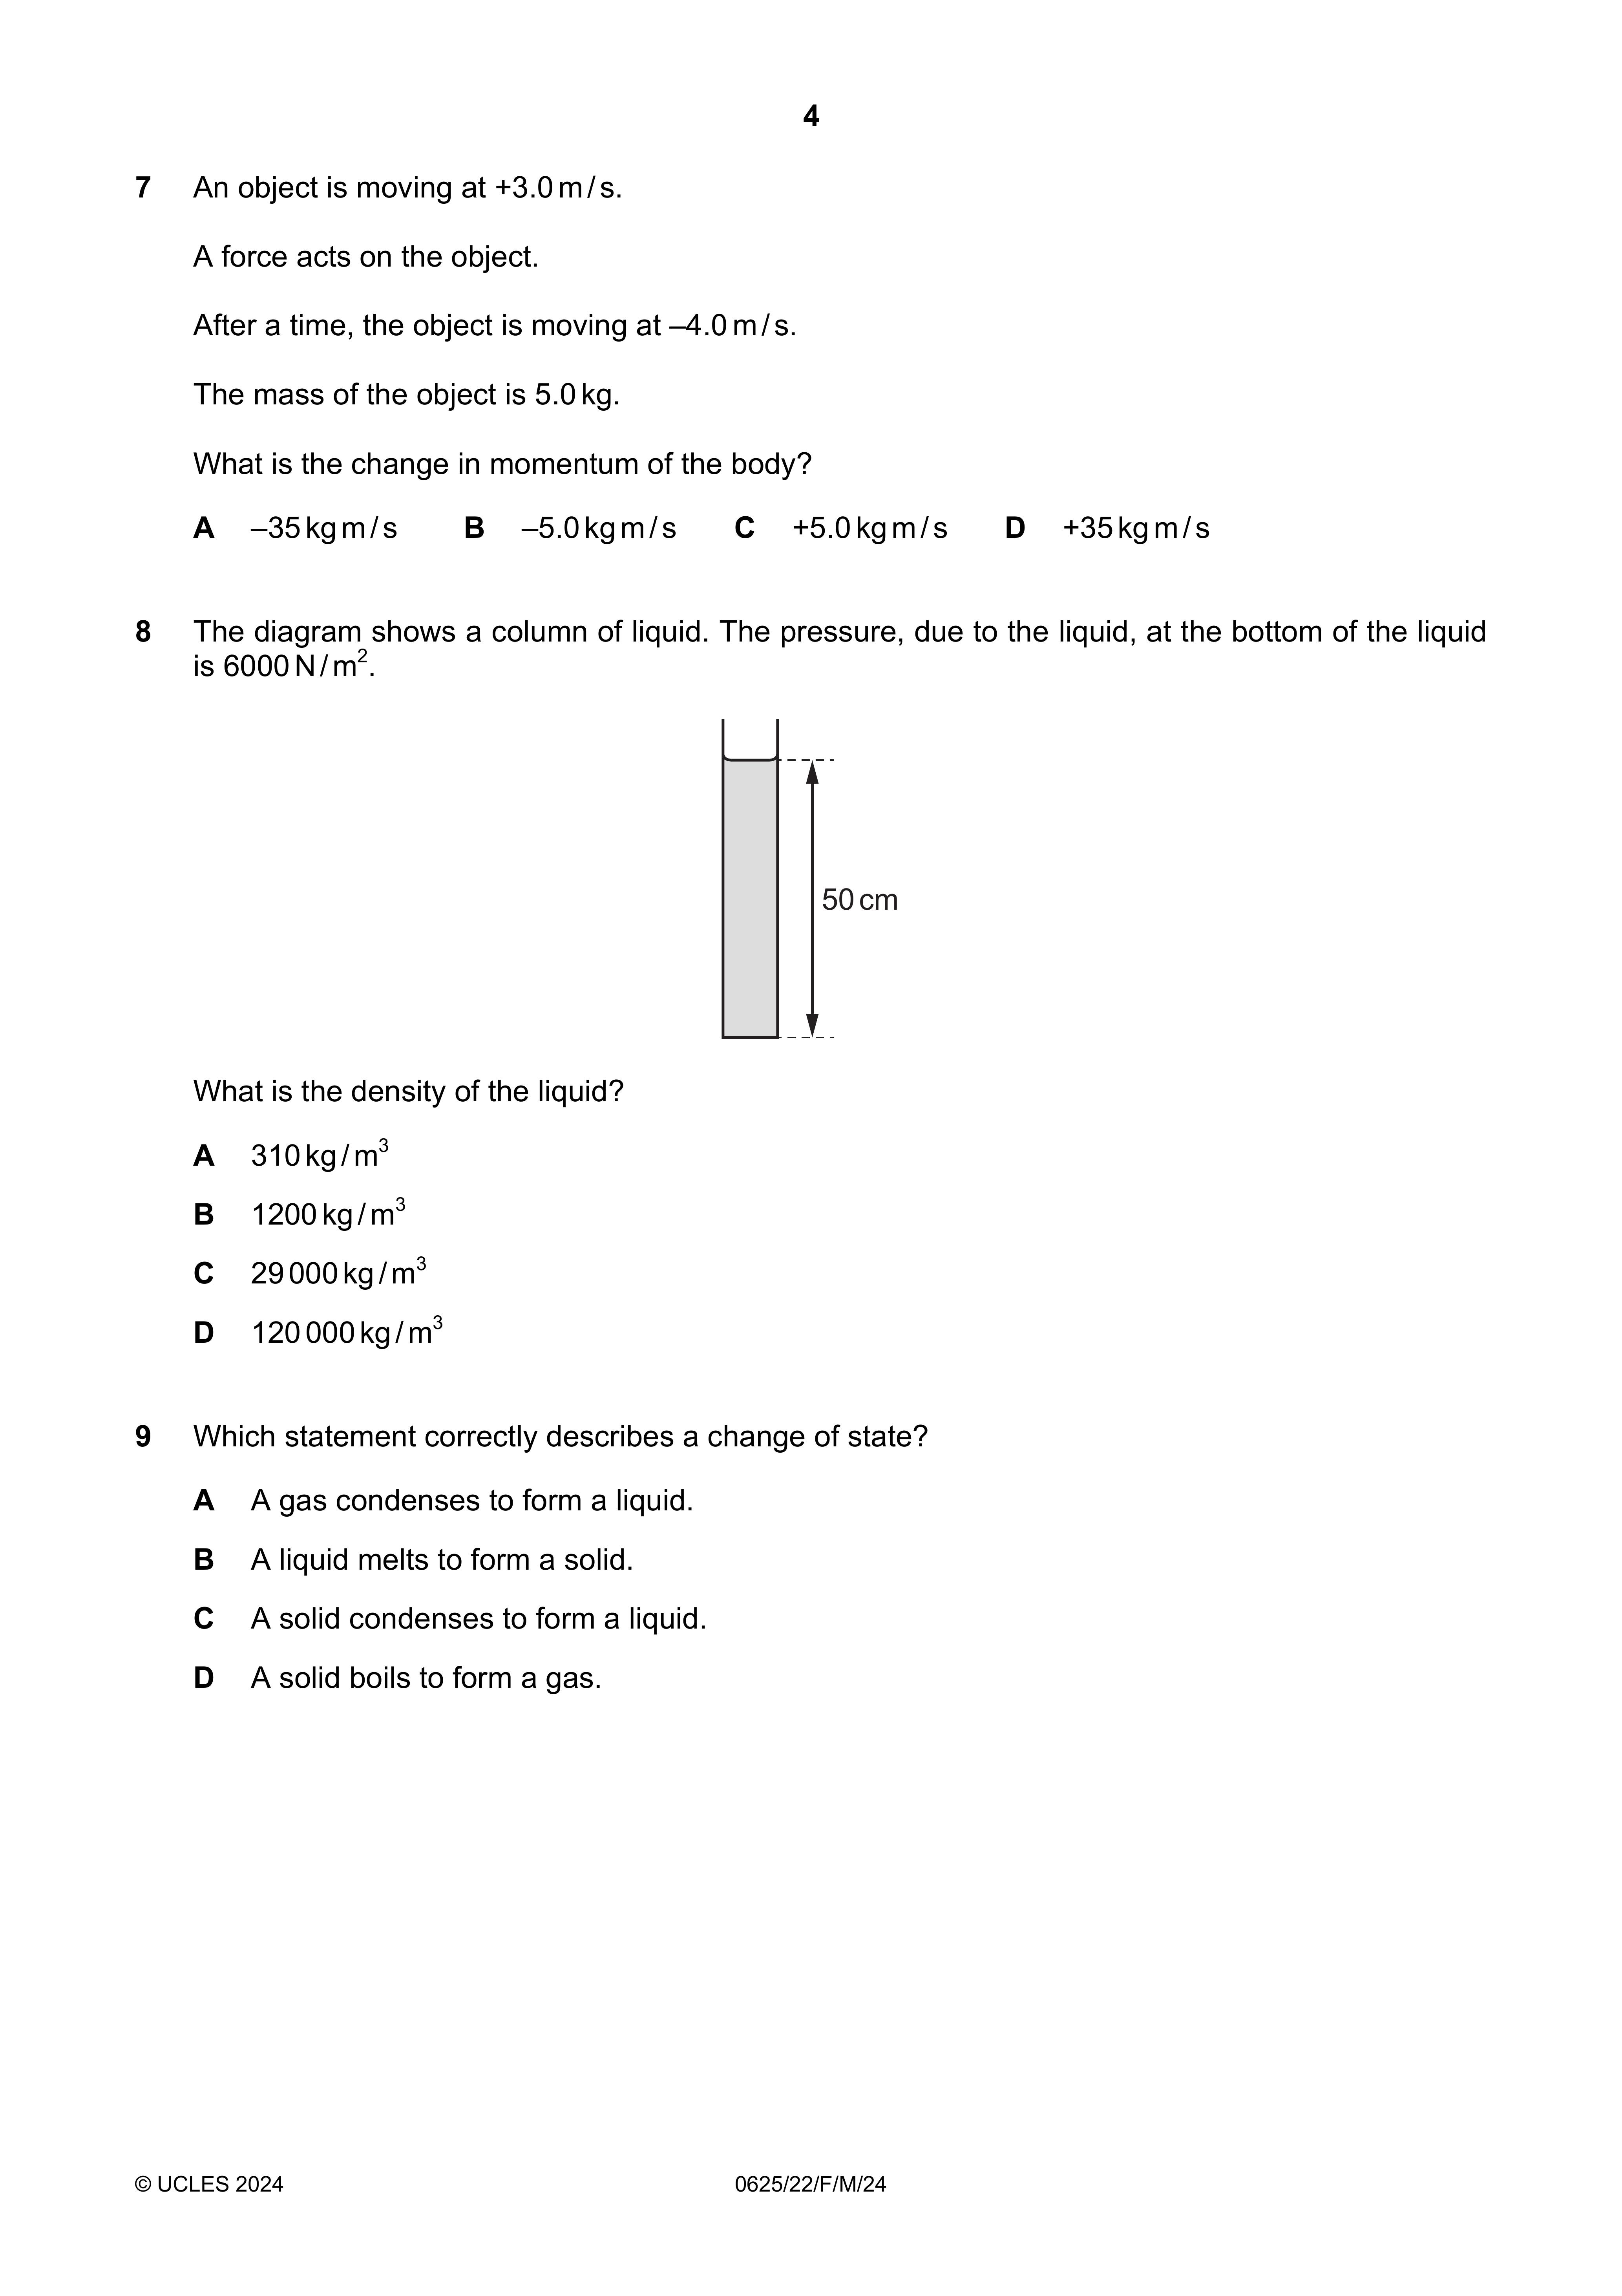 4
7 An object is moving at +3.0 m / s.
A force acts on the object.
After a time, the object is moving at –4.0 m / s.
The mass of the object is 5.0 kg.
What is the change in momentum of the body?
A –35 kg m / s B –5.0 kg m / s C +5.0 kg m / s D +35 kg m / s
8 The diagram shows a column of liquid. The pressure, due to the liquid, at the bottom of the liquid
is 6000 N / m².
50 cm
What is the density of the liquid?
A 310 kg / m³
B 1200 kg / m³
C 29 000 kg / m³
D 120 000 kg / m³
9 Which statement correctly describes a change of state?
A A gas condenses to form a liquid.
B A liquid melts to form a solid.
C A solid condenses to form a liquid.
D A solid boils to form a gas.
© UCLES 2024 0625/22/F/M/24